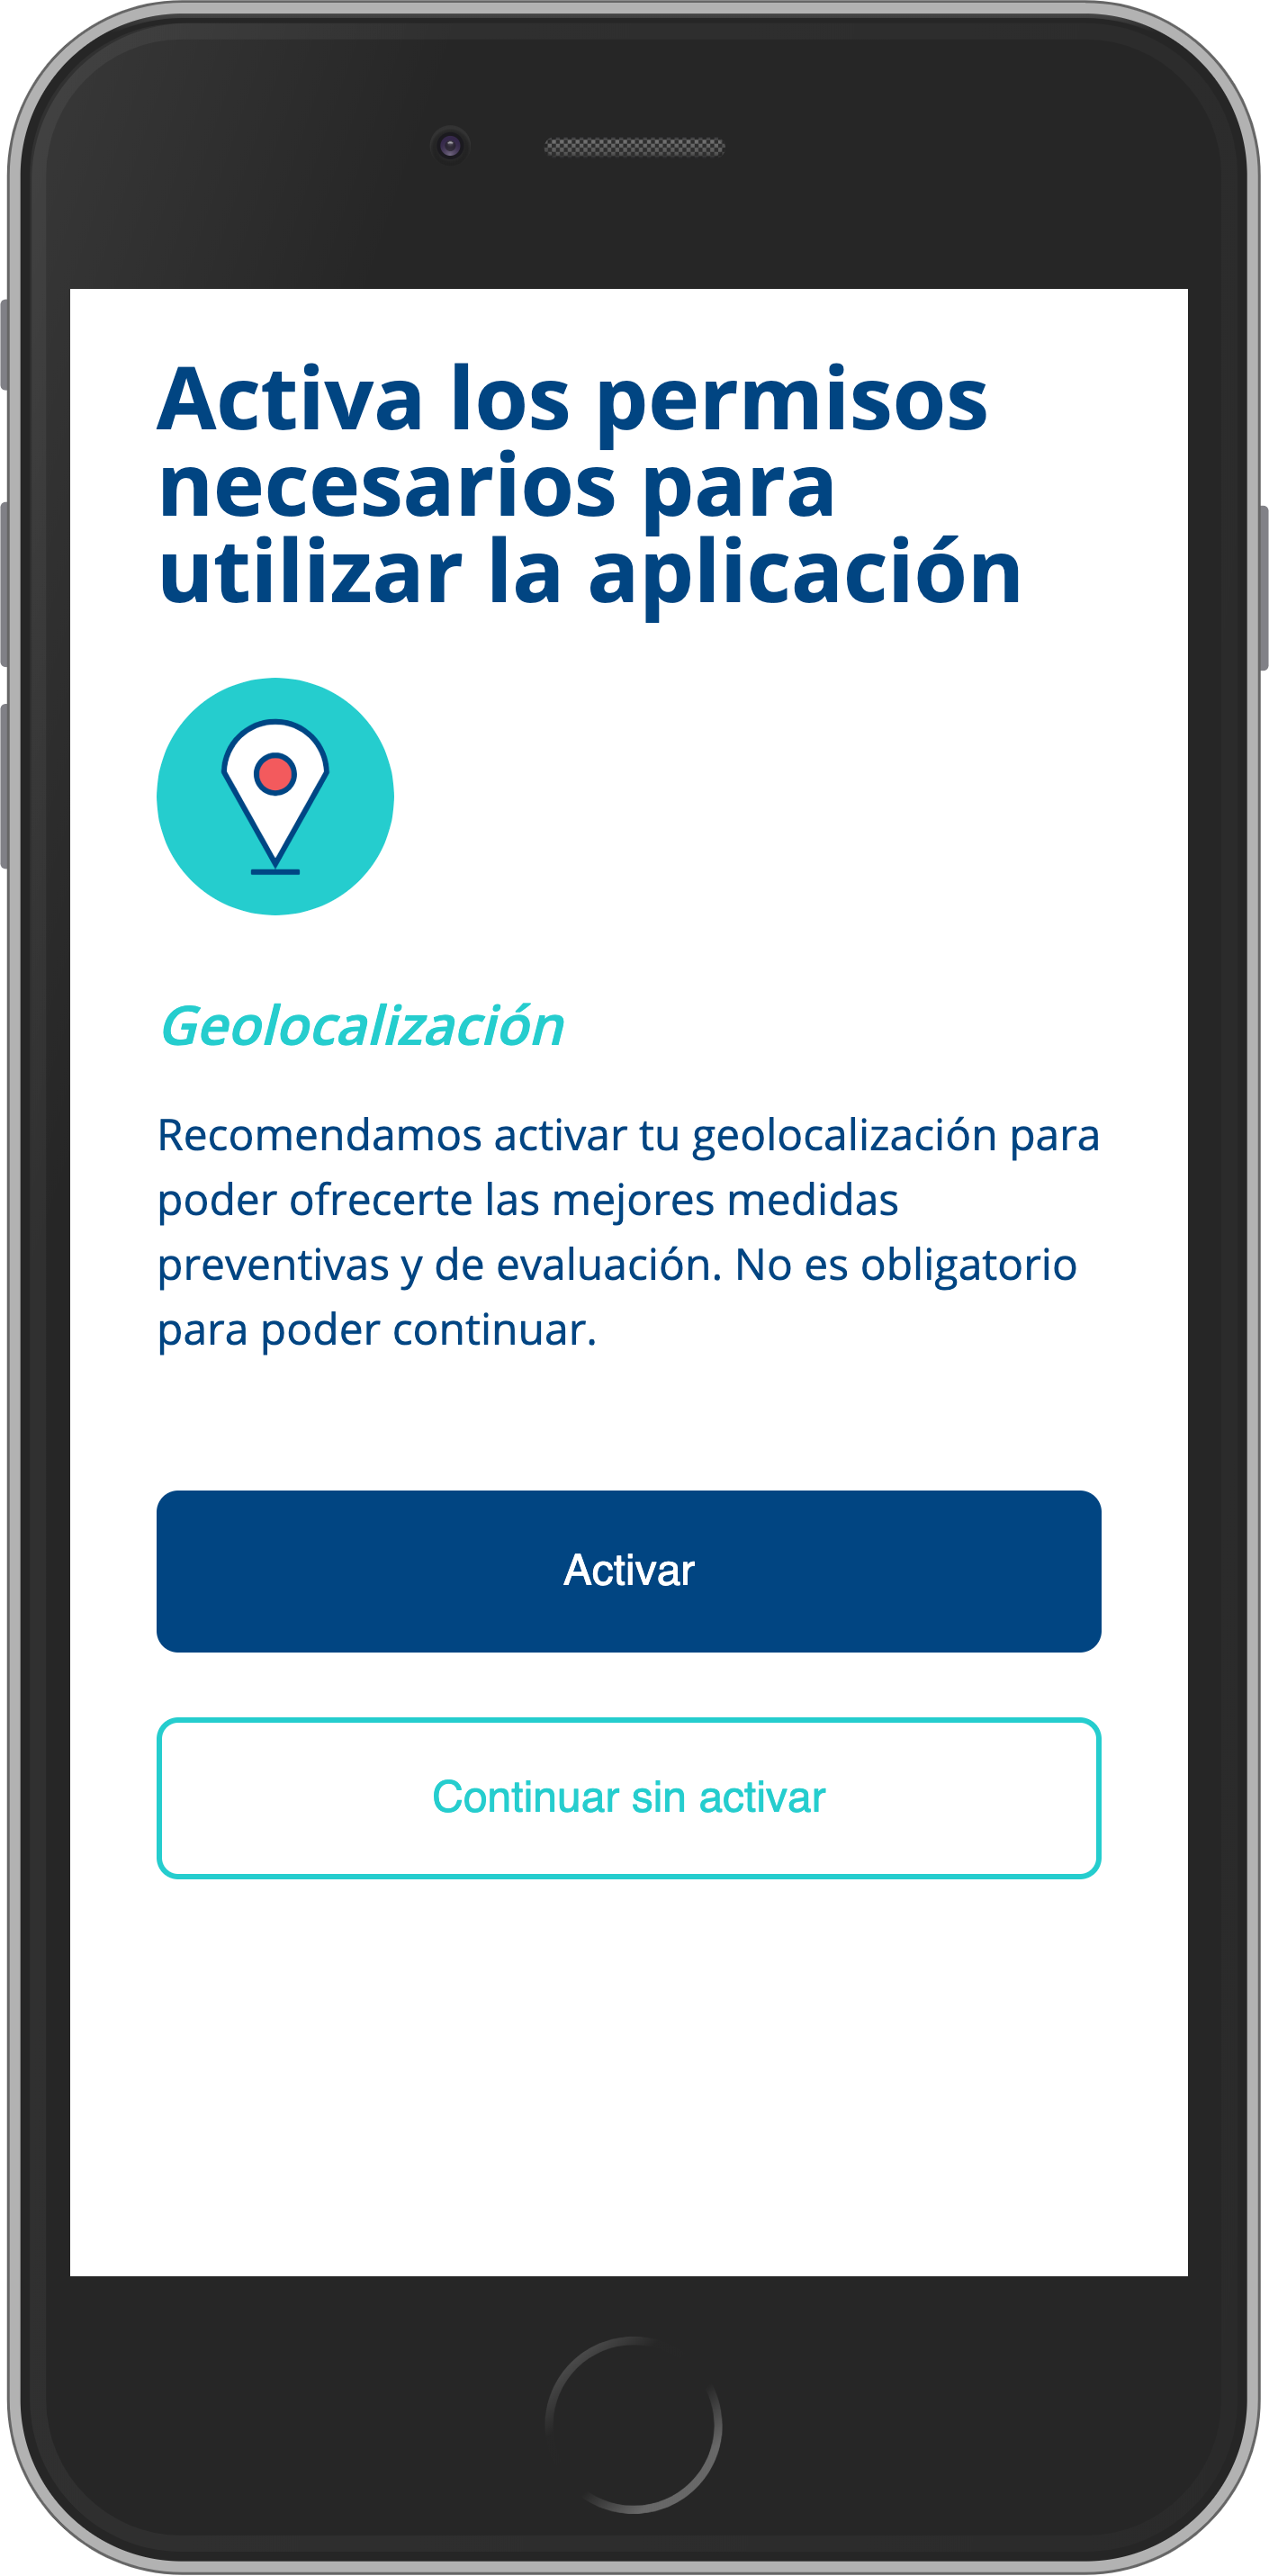 Activa los permisos
necesarios para
utilizar la aplicación
Geolocalización
Recomendamos activar tu geolocalización para
poder ofrecerte las mejores medidas
preventivas y de evaluación. No es obligatorio
para poder continuar.
Activar
Continuar sin activar